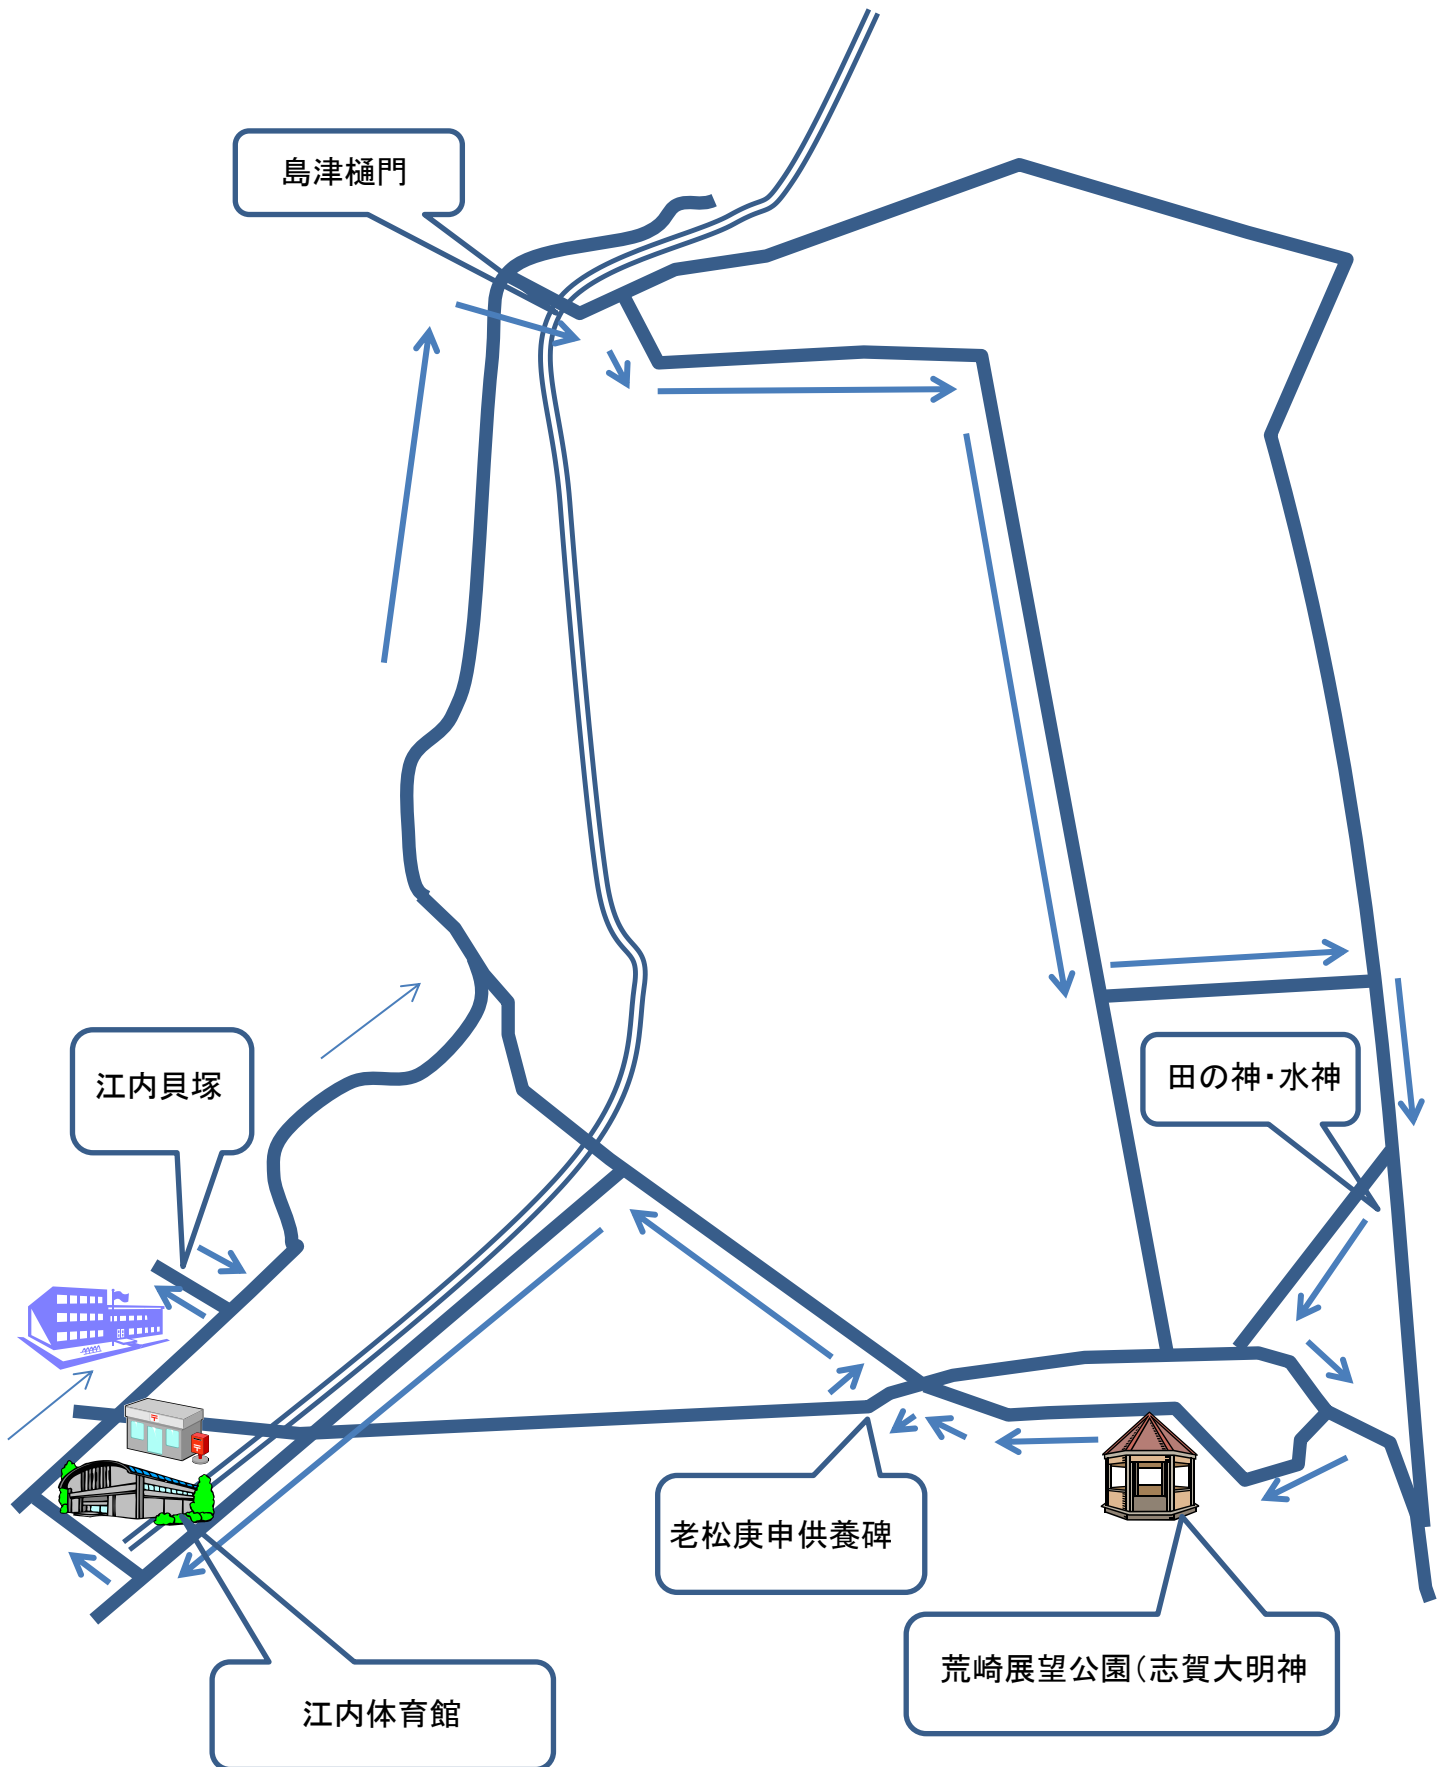 島津樋門
江内貝塚
田の神・水神
老松庚申供養碑
荒崎展望公園（志賀大明神
江内体育館